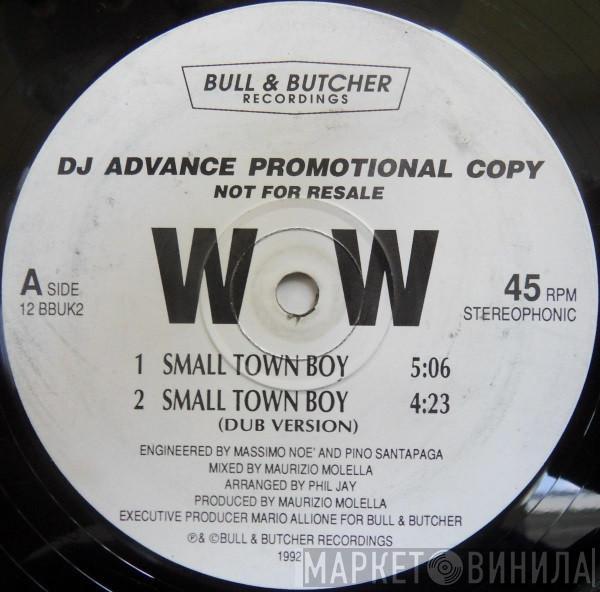 BULL & BUTCHER
RECORDINGS
DJ ADVANCE PROMOTIONAL COPY
NOT FOR RESALE
W W
A SIDE
12 BBUK2
45 RPM
STEREOPHONIC
1 SMALL TOWN BOY 5:06
2 SMALL TOWN BOY 4:23
(DUB VERSION)
ENGINEERED BY MASSIMO NOE' AND PINO SANTAPAGA
MIXED BY MAURIZIO MOLELLA
ARRANGED BY PHIL JAY
PRODUCED BY MAURIZIO MOLELLA
EXECUTIVE PRODUCER MARIO ALLIONE FOR BULL & BUTCHER
℗& ©BULL & BUTCHER RECORDINGS
1992
МАРКЕТ ВИНИЛА